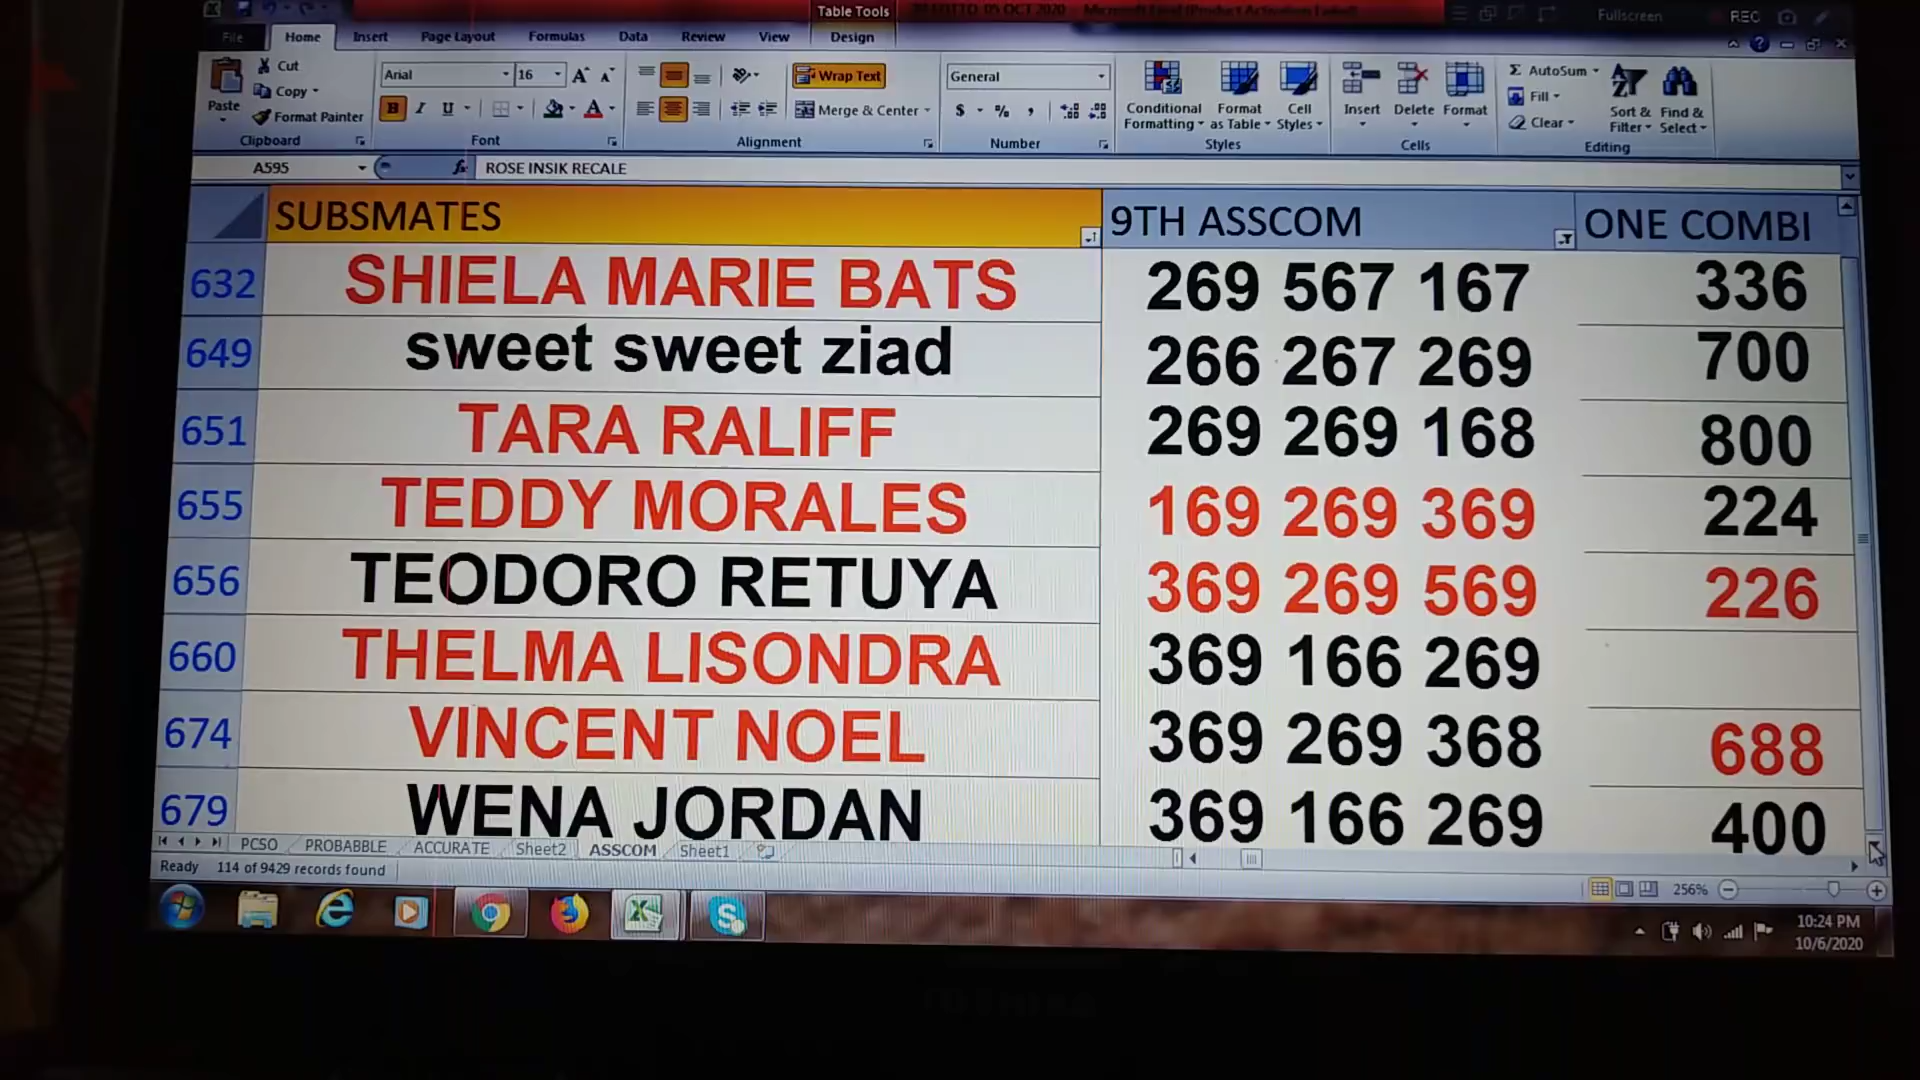 Table Tools
Fullscreen
REC
File Home Insert Page Layout Formulas Data Review View Design
Paste
Cut
Copy
Format Painter
Clipboard
Arial 16
B I U
Font
Wrap Text
Merge & Center
Alignment
General
$ % ,
Number
Conditional Formatting
Format as Table
Cell Styles
Styles
Insert Delete Format
Cells
Σ AutoSum
Fill
Clear
Sort & Filter
Find & Select
Editing
A595 fx ROSE INSIK RECALE
SUBSMATES 9TH ASSCOM ONE COMBI
632 SHIELA MARIE BATS 269 567 167 336
649 sweet sweet ziad 266 267 269 700
651 TARA RALIFF 269 269 168 800
655 TEDDY MORALES 169 269 369 224
656 TEODORO RETUYA 369 269 569 226
660 THELMA LISONDRA 369 166 269
674 VINCENT NOEL 369 269 368 688
679 WENA JORDAN 369 166 269 400
PCSO PROBABBLE ACCURATE Sheet2 ASSCOM Sheet1
Ready 114 of 9429 records found 256%
10:24 PM
10/6/2020